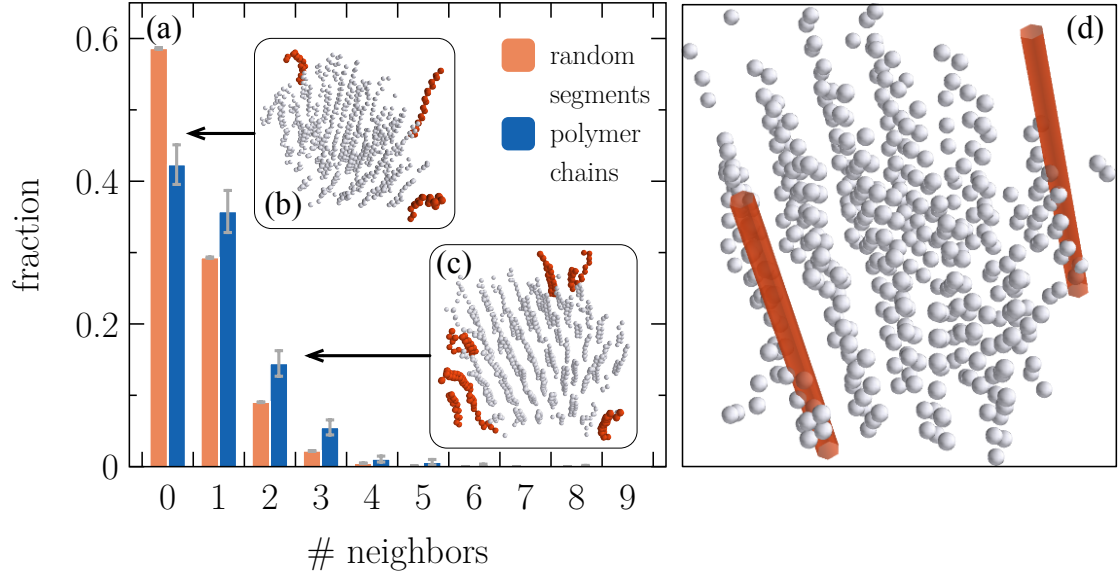 (a)
(b)
(c)
(d)
random
segments
polymer
chains
fraction
0.6
0.4
0.2
0
0 1 2 3 4 5 6 7 8 9
# neighbors